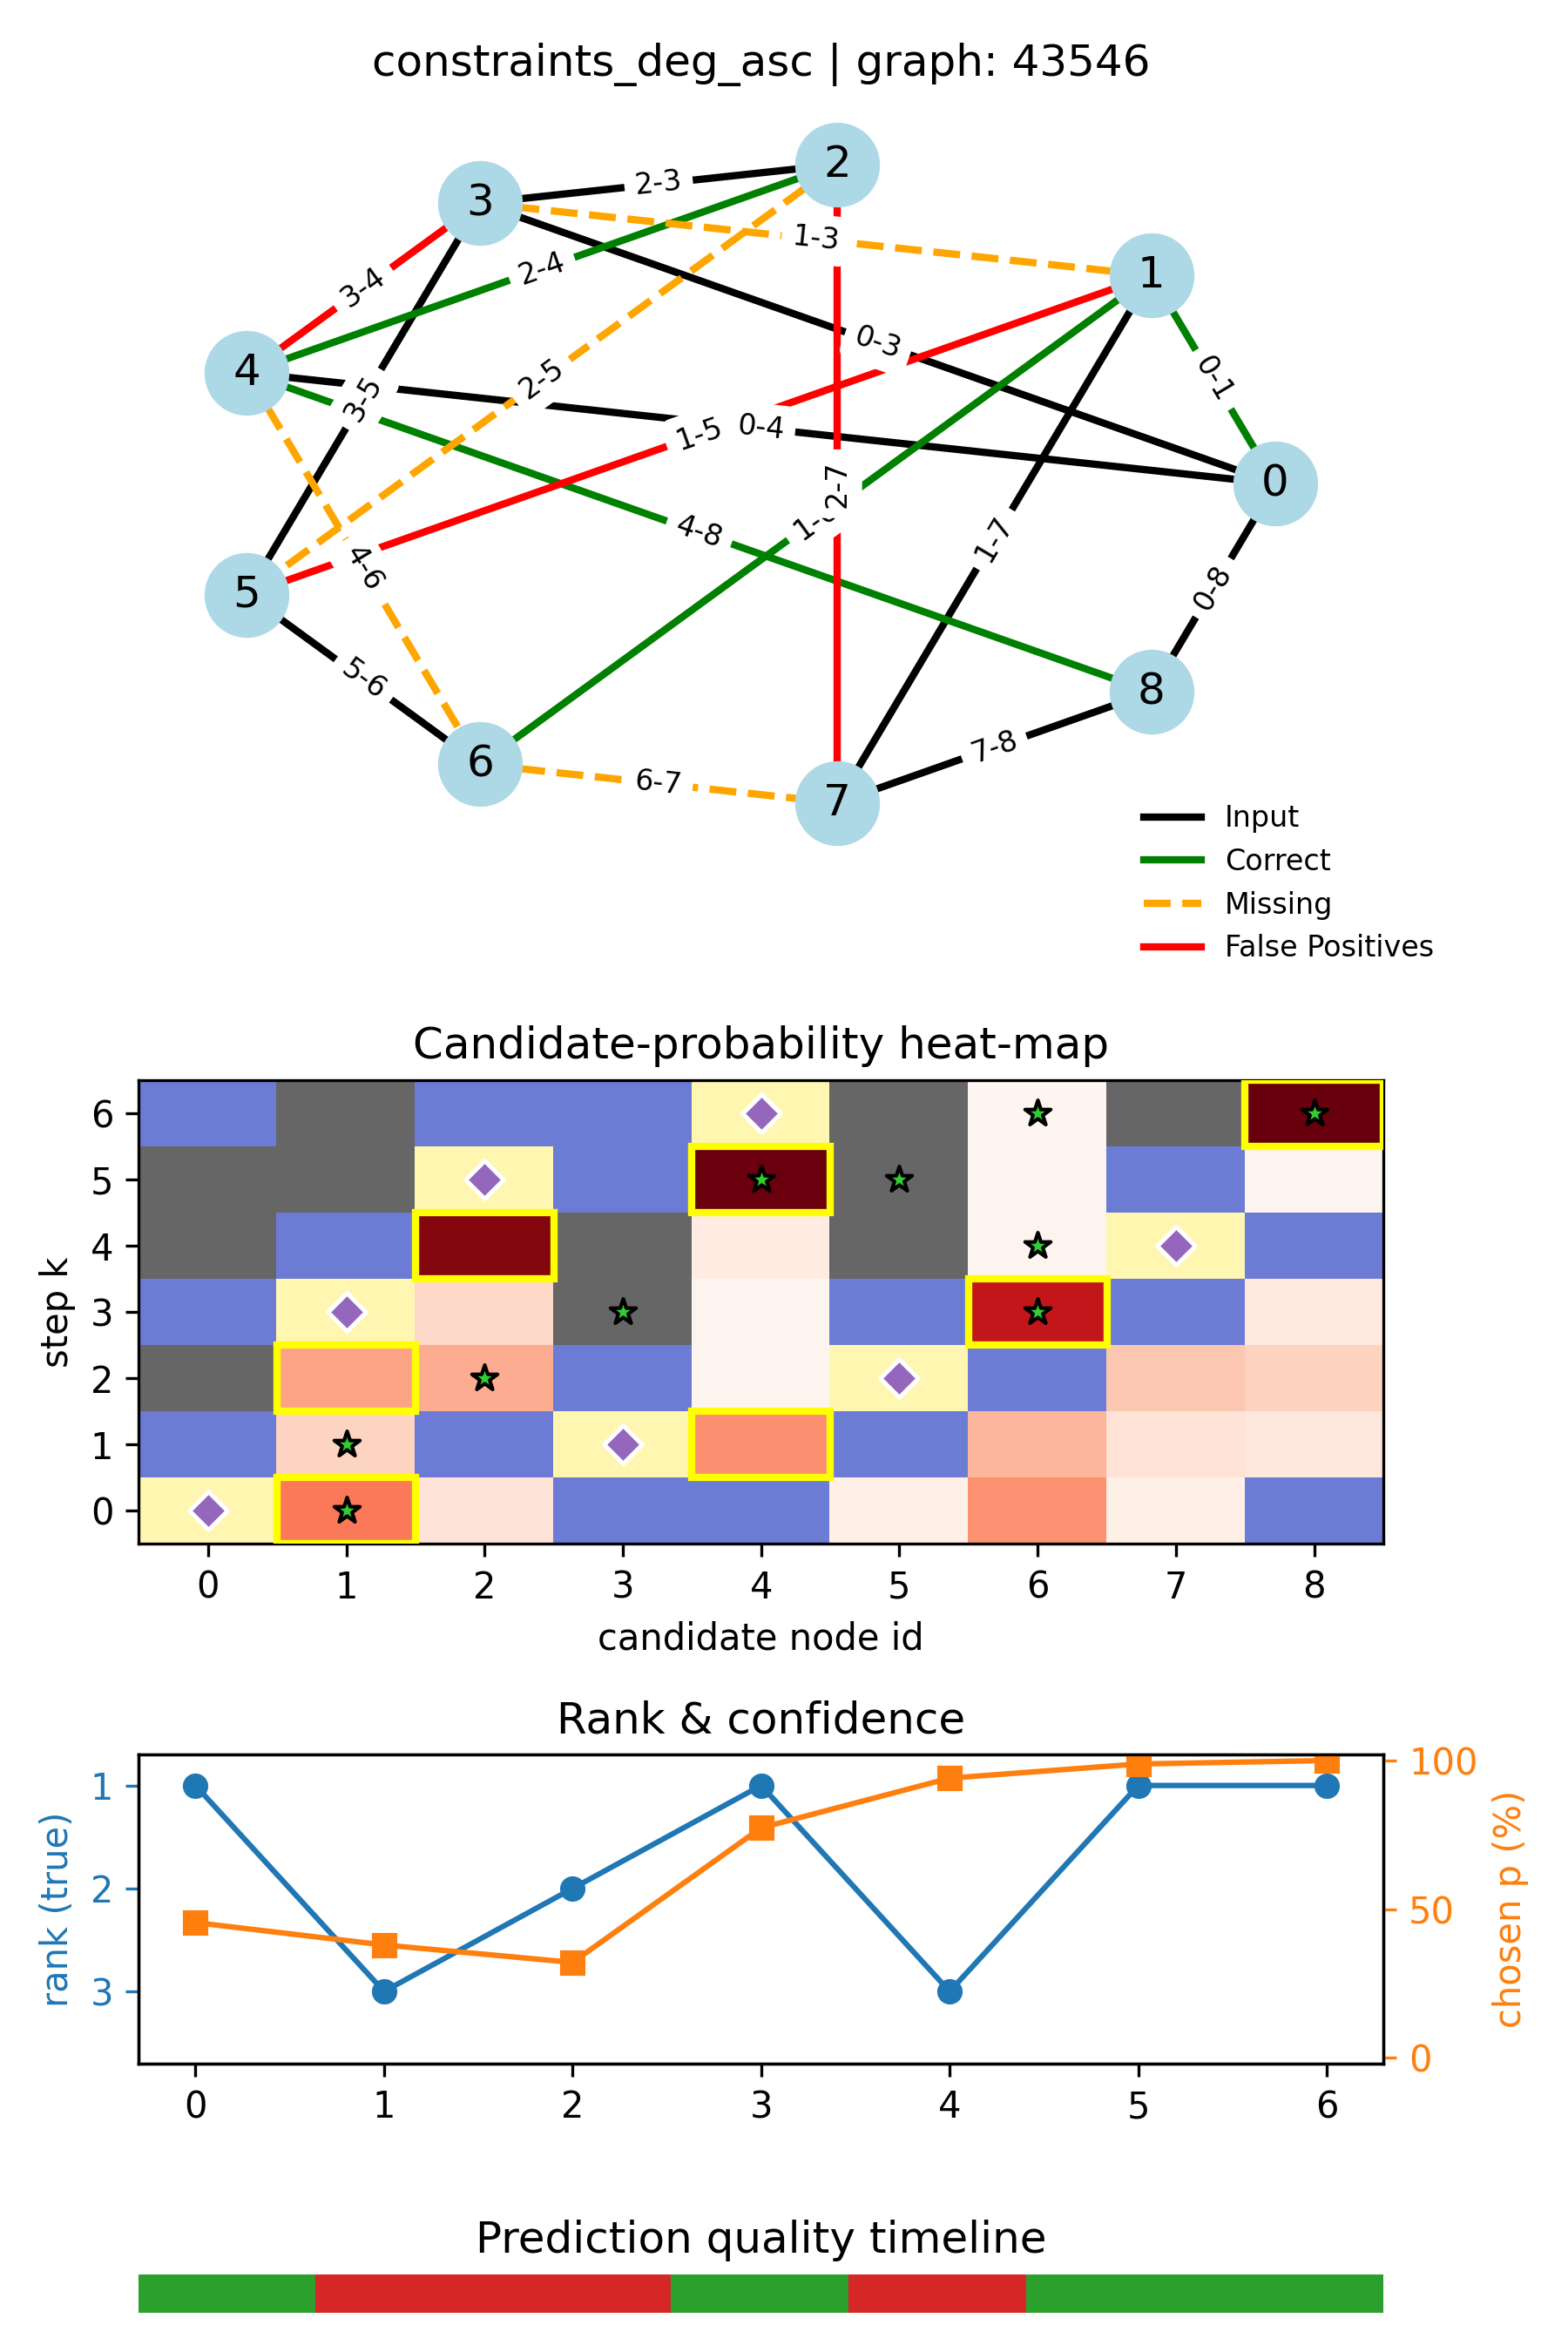 constraints_deg_asc | graph: 43546
2
3
2-3
1-3
1
2-4
3-4
0-3
4
0-1
2-5
3-5
1-5
0-4
0
2-7
4-8
1-7
4-6
5
0-8
5-6
8
7-8
6
6-7
7
Input
Correct
Missing
False Positives
Candidate-probability heat-map
6
5
4
3
2
1
0
step k
0 1 2 3 4 5 6 7 8
candidate node id
Rank & confidence
1
2
3
rank (true)
100
50
0
chosen p (%)
0 1 2 3 4 5 6
Prediction quality timeline